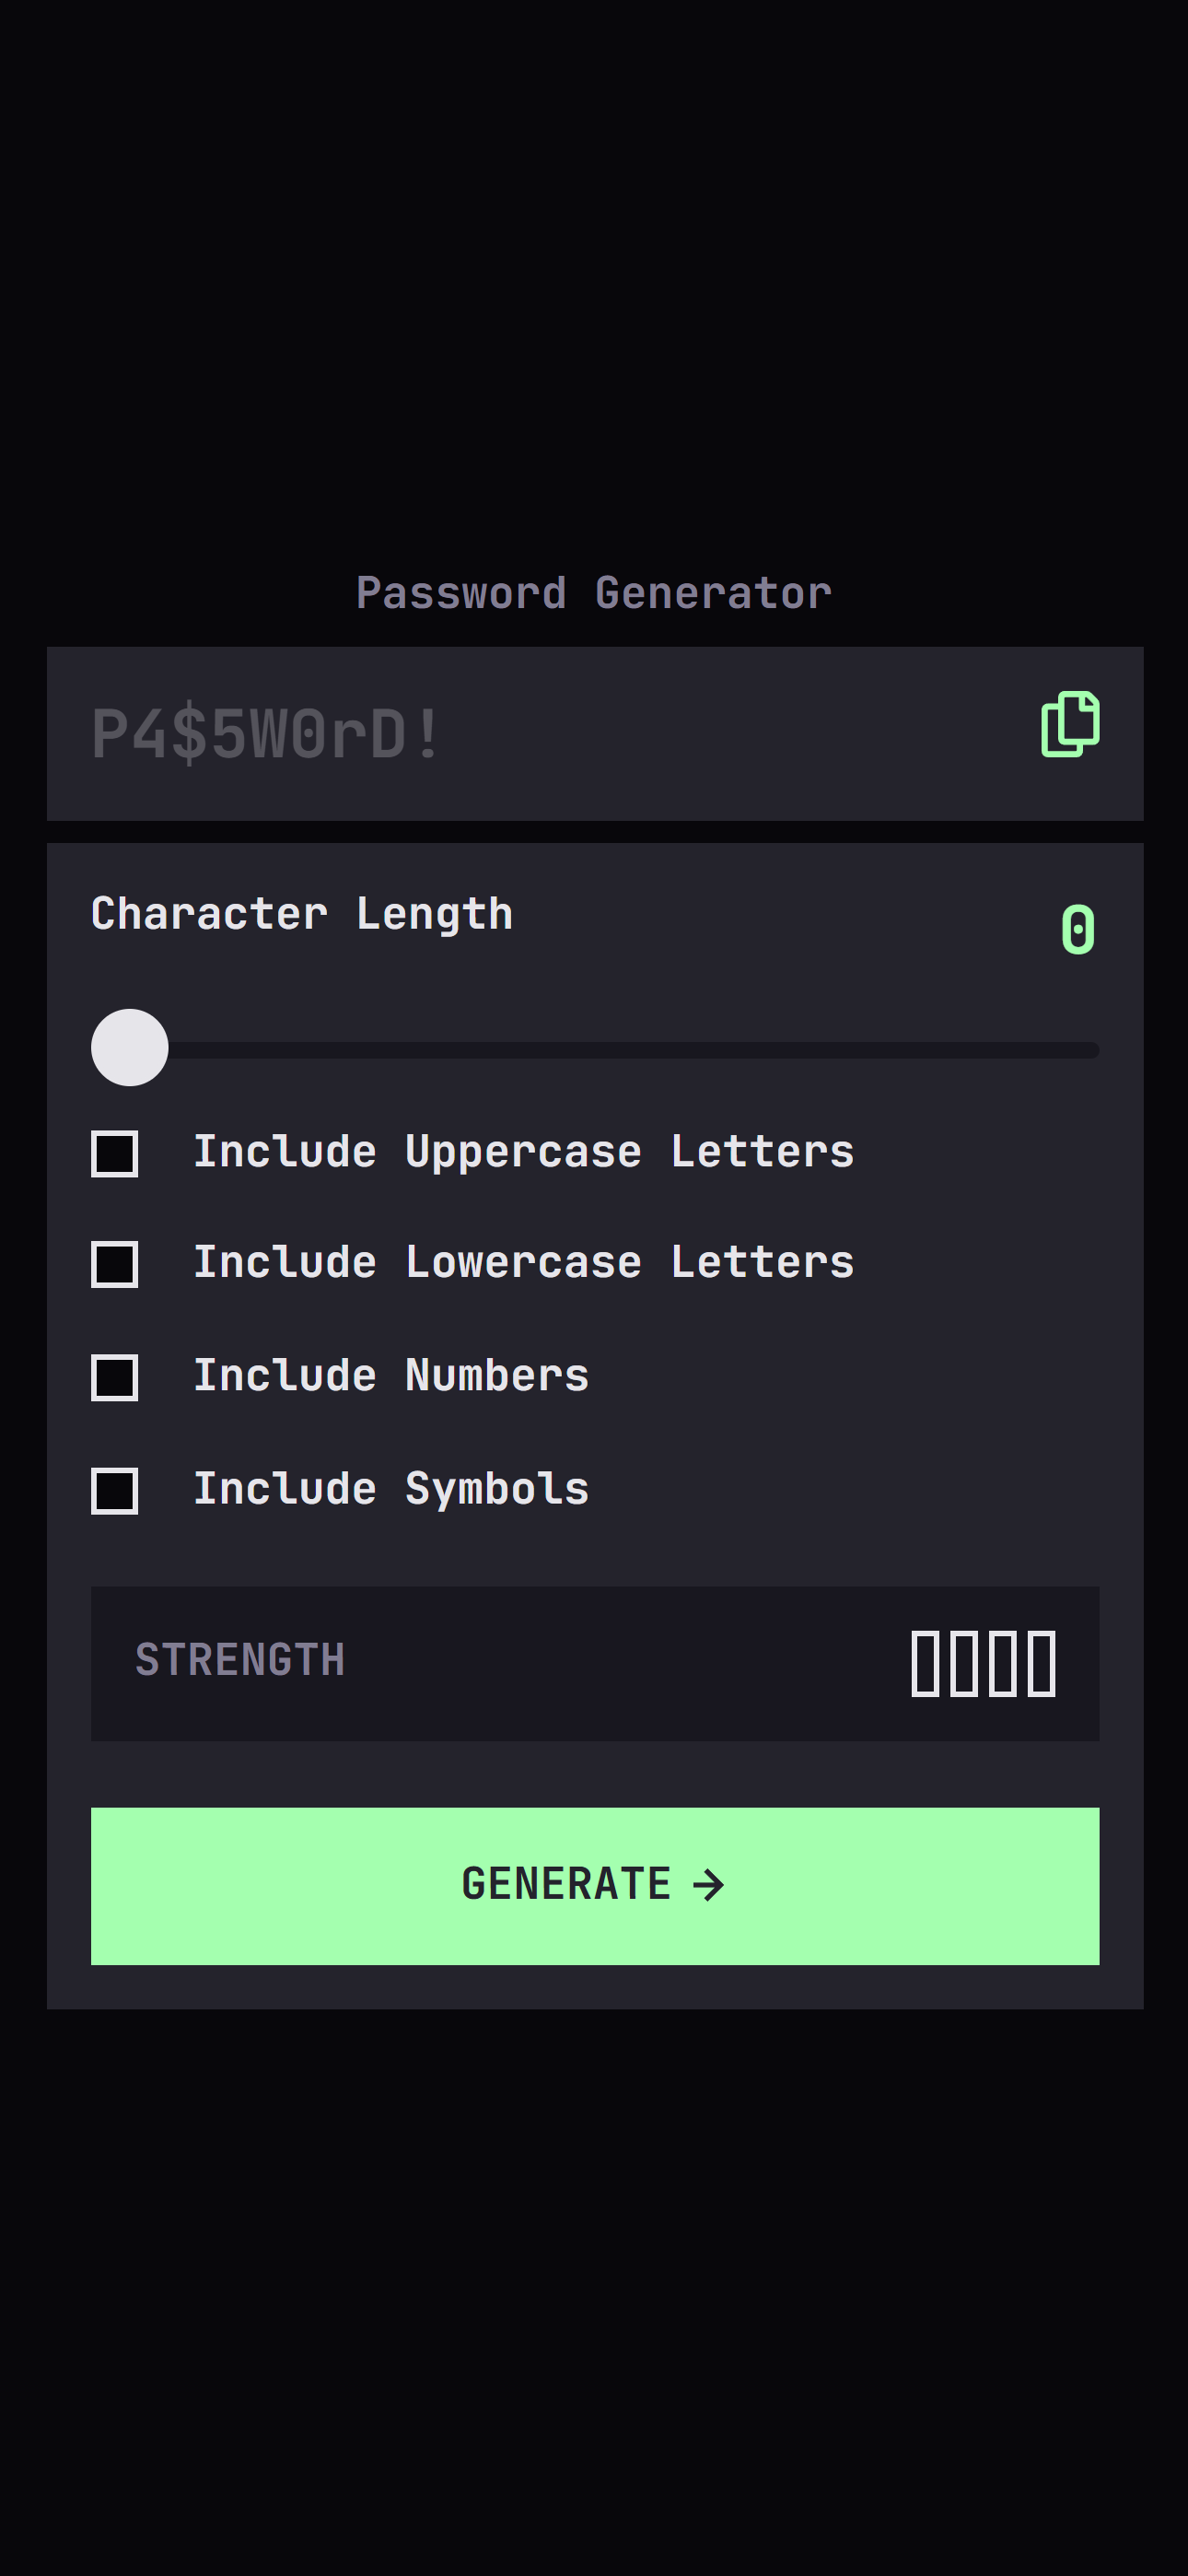 Password Generator
P4$5W0rD!
Character Length
0
Include Uppercase Letters
Include Lowercase Letters
Include Numbers
Include Symbols
STRENGTH
GENERATE →